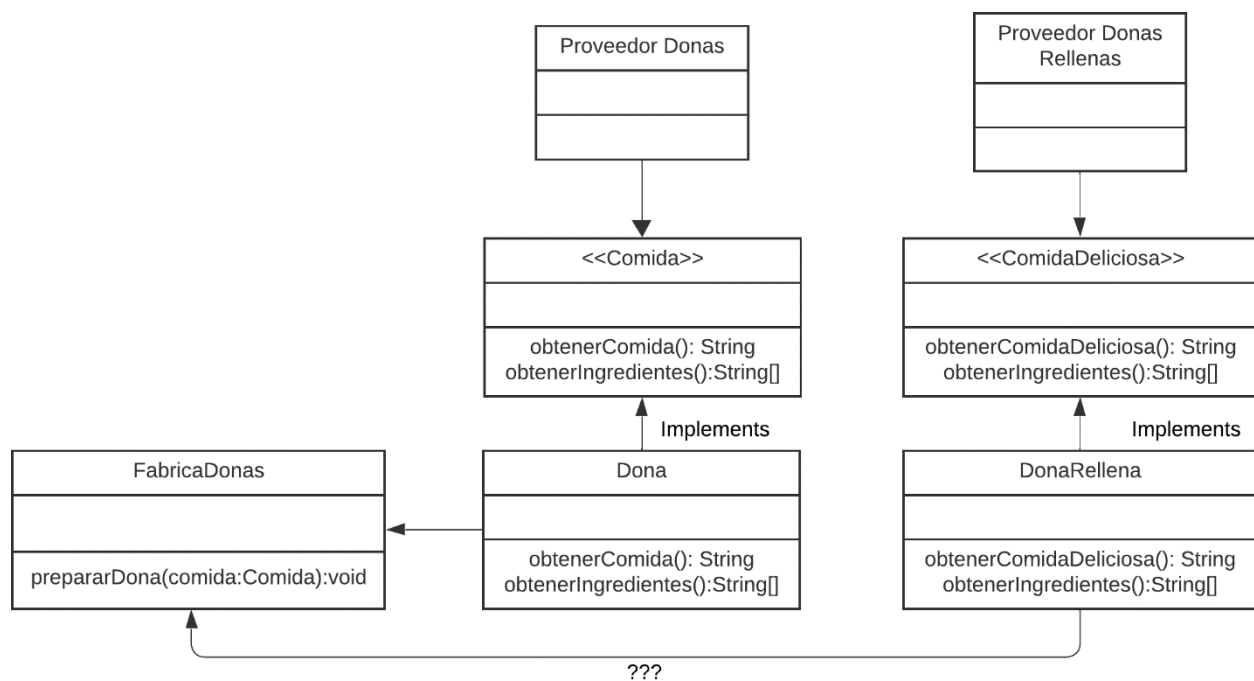 Proveedor Donas
Proveedor Donas
Rellenas
<<Comida>>
obtenerComida(): String
obtenerIngredientes():String[]
<<ComidaDeliciosa>>
obtenerComidaDeliciosa(): String
obtenerIngredientes():String[]
Implements
Implements
FabricaDonas
prepararDona(comida:Comida):void
Dona
obtenerComida(): String
obtenerIngredientes():String[]
DonaRellena
obtenerComidaDeliciosa(): String
obtenerIngredientes():String[]
???